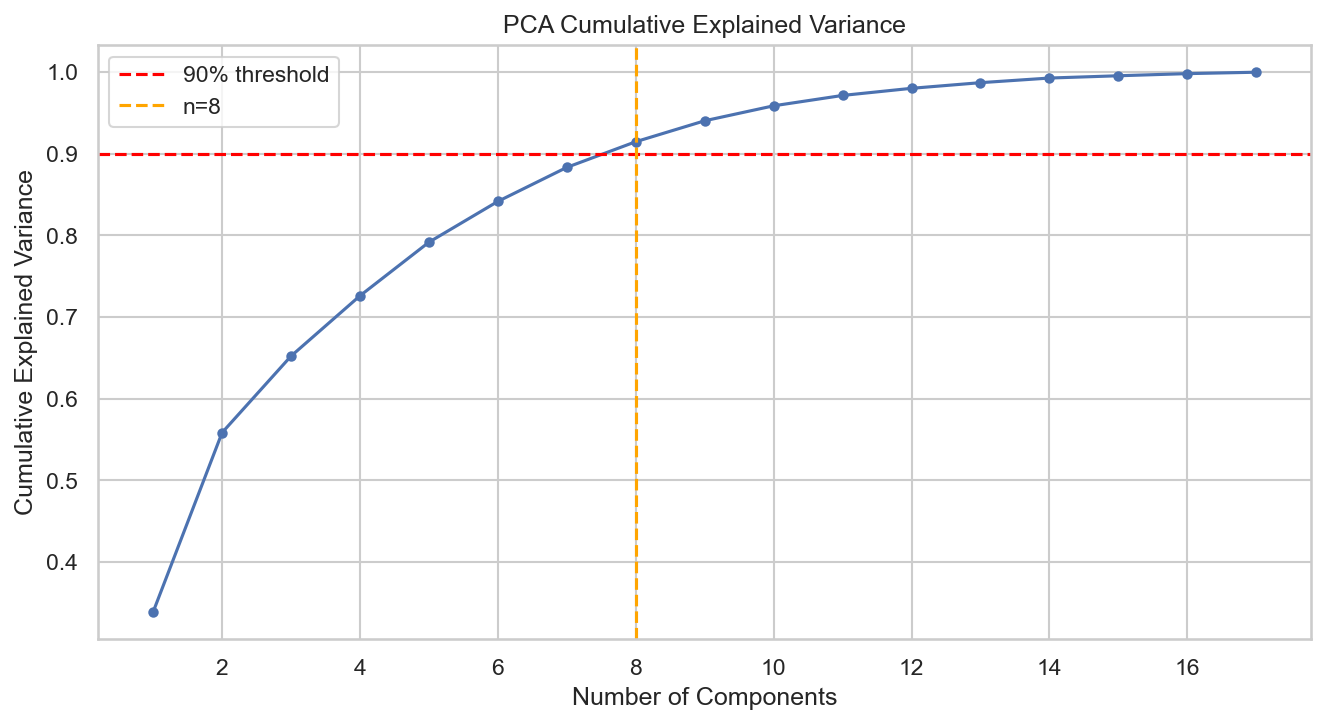 PCA Cumulative Explained Variance
90% threshold
n=8
Cumulative Explained Variance
1.0
0.9
0.8
0.7
0.6
0.5
0.4
2 4 6 8 10 12 14 16
Number of Components